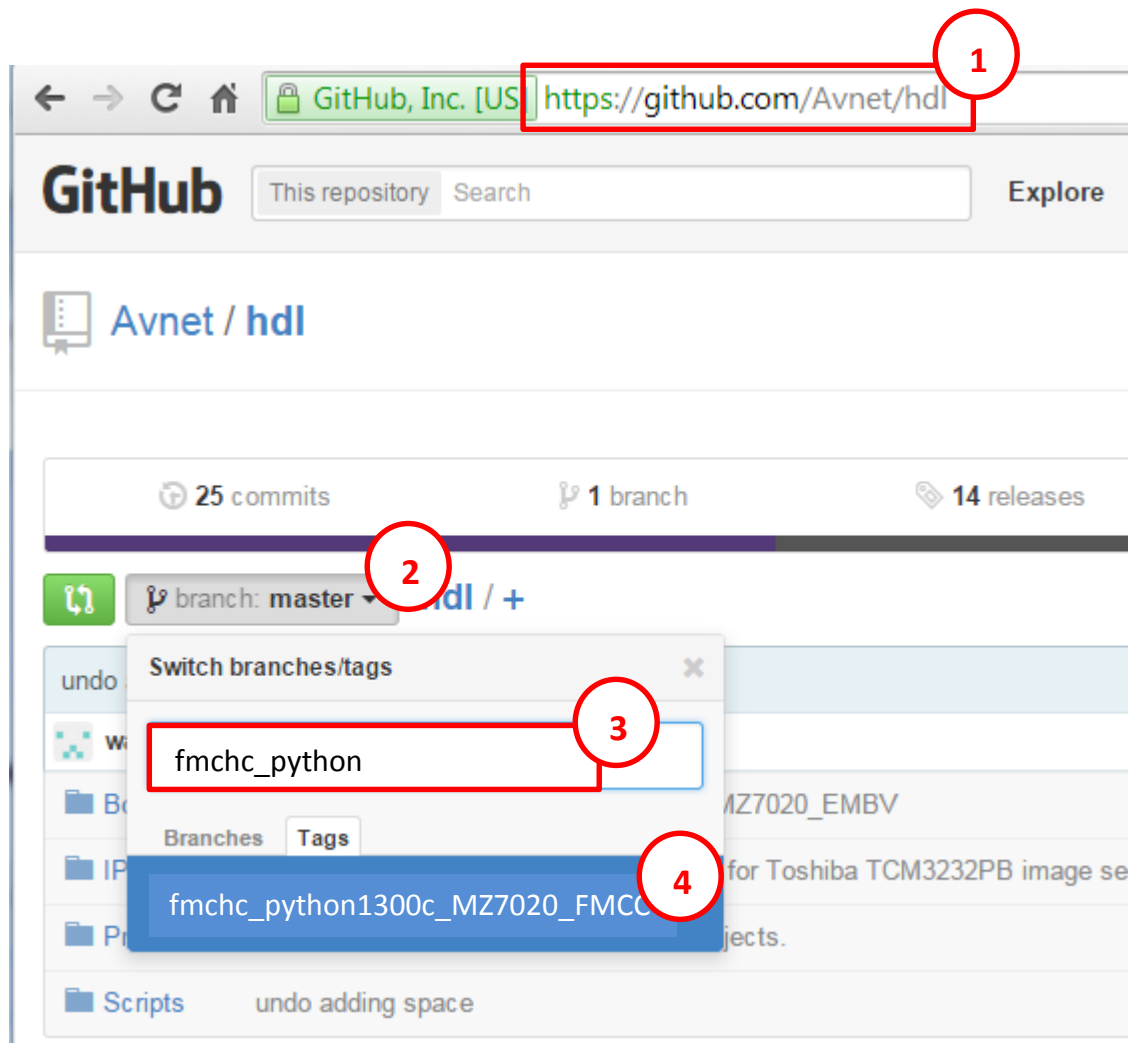 1
GitHub, Inc. [US] https://github.com/Avnet/hdl
GitHub This repository Search Explore
Avnet / hdl
25 commits 1 branch 14 releases
2
branch: master hdl / +
Switch branches/tags
undo
3
fmchc_python
MZ7020_EMBV
Branches Tags
IP for Toshiba TCM3232PB image se
4
fmchc_python1300c_MZ7020_FMCC
Pr jects.
Scripts undo adding space